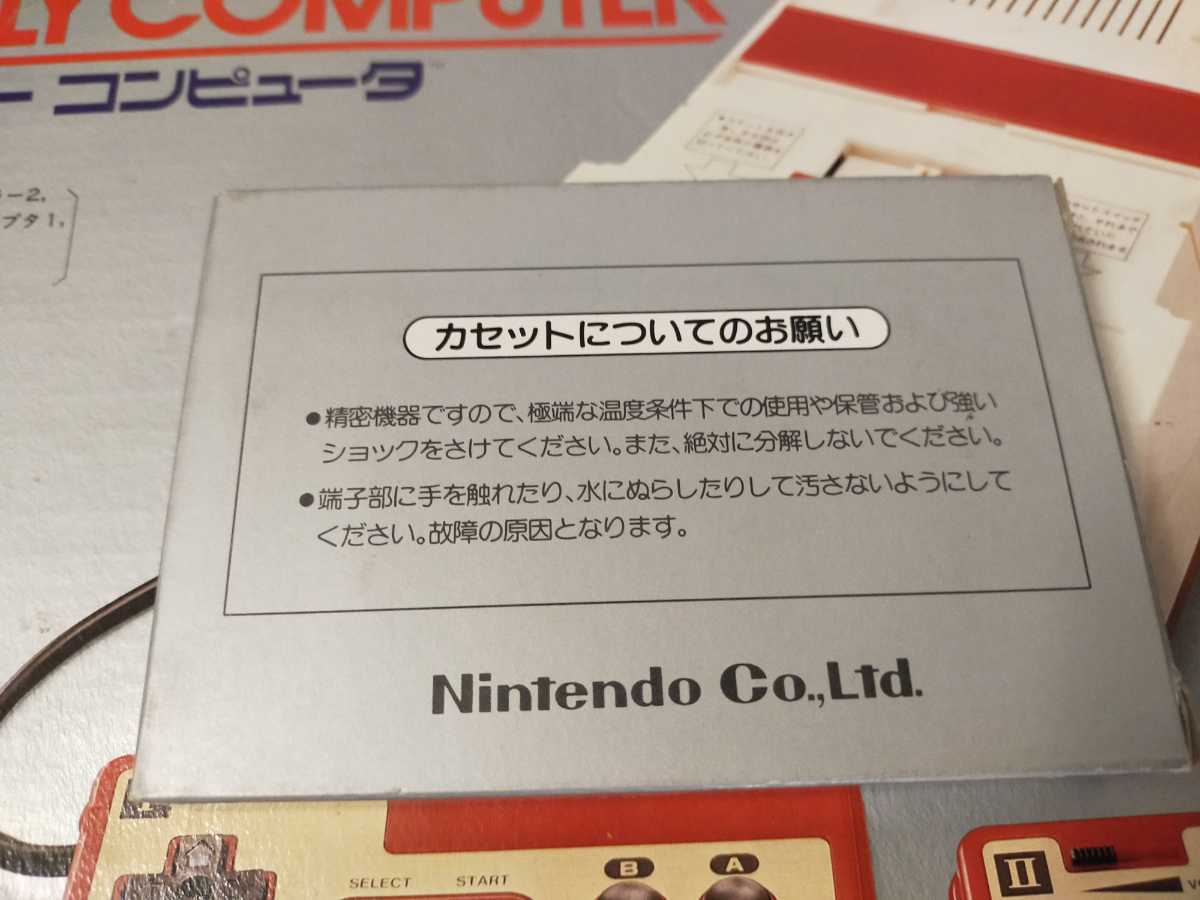 LY COMPUTER
ー コンピュータ
ー2,
プタ1,
カセットについてのお願い
●精密機器ですので、極端な温度条件下での使用や保管および強い
ショックをさけてください。また、絶対に分解しないでください。
●端子部に手を触れたり、水にぬらしたりして汚さないようにして
ください。故障の原因となります。
Nintendo Co.,Ltd.
B A
SELECT START
II